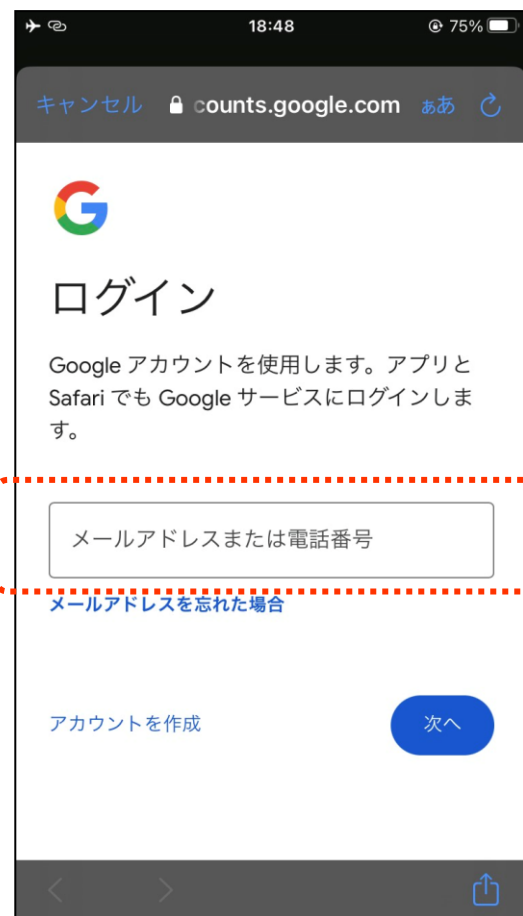 18:48
75%
キャンセル counts.google.com ぁあ
G
ログイン
Google アカウントを使用します。アプリと
Safari でも Google サービスにログインしま
す。
メールアドレスまたは電話番号
メールアドレスを忘れた場合
アカウントを作成 次へ